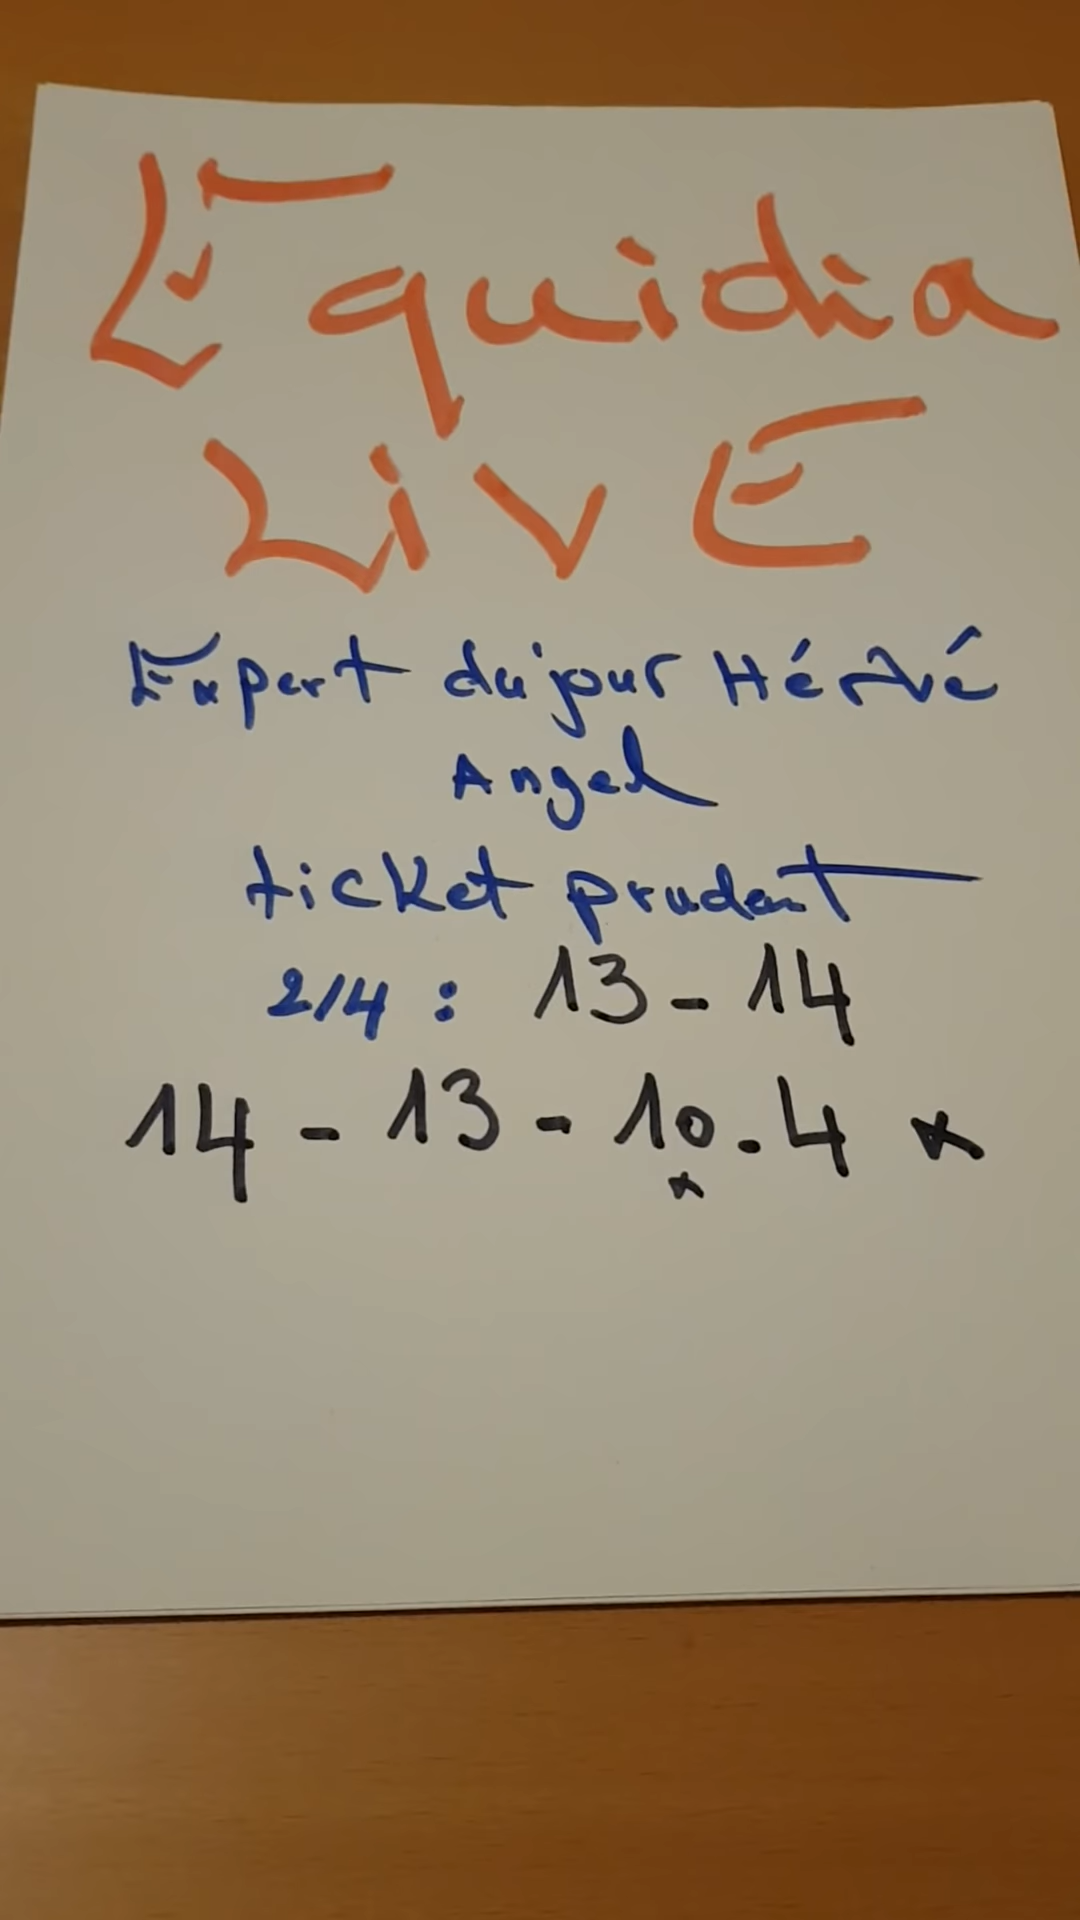 Equidia
LiVE
Expert du jour Hérvé
Angel
ticket prudent
2/4 : 13 - 14
14 - 13 - 10 . 4 *
*